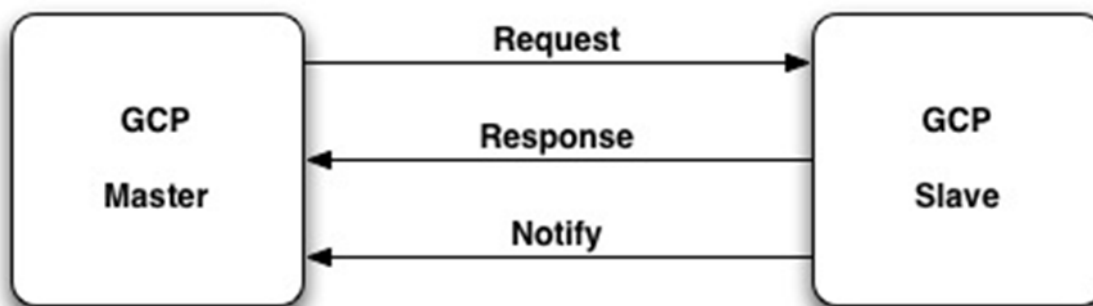 GCP
Master
Request
Response
Notify
GCP
Slave